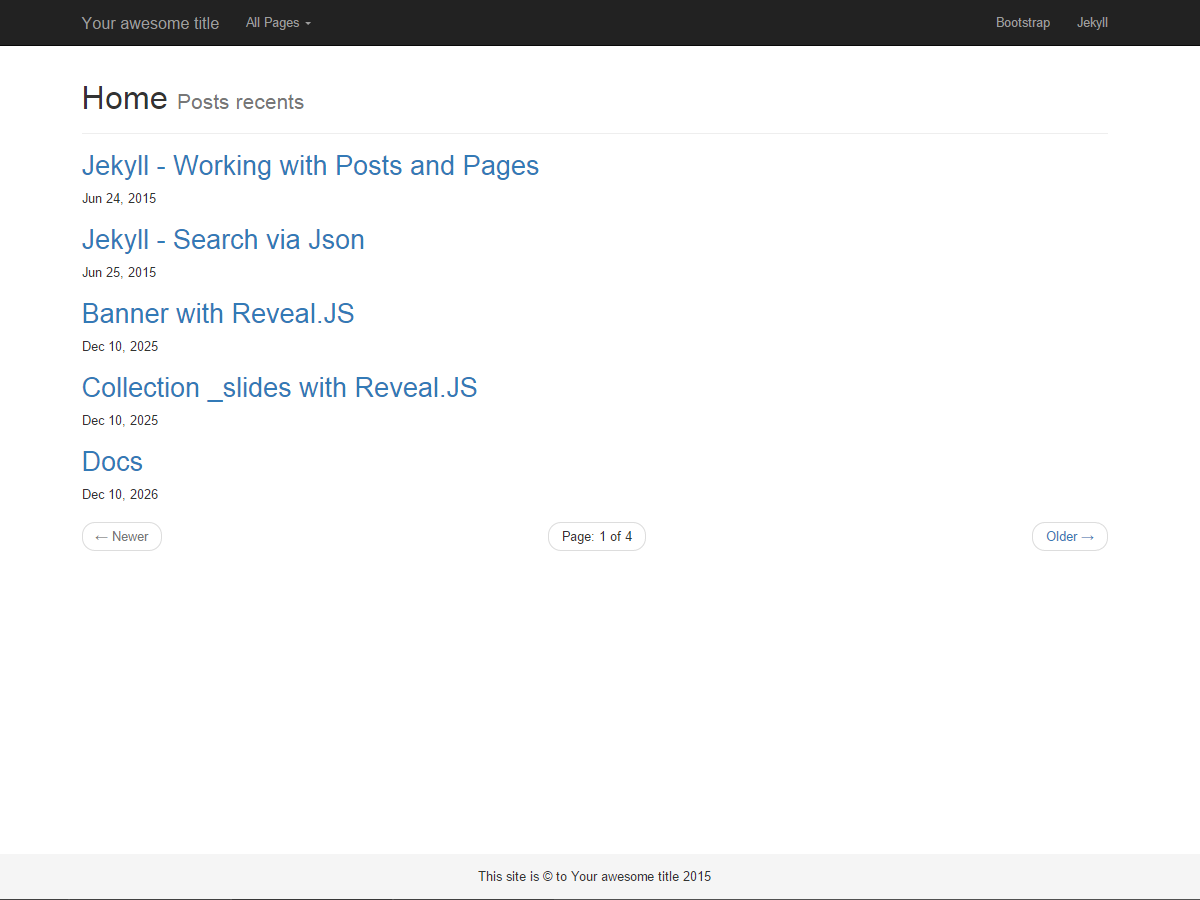 Your awesome title All Pages Bootstrap Jekyll
Home Posts recents
Jekyll - Working with Posts and Pages
Jun 24, 2015
Jekyll - Search via Json
Jun 25, 2015
Banner with Reveal.JS
Dec 10, 2025
Collection _slides with Reveal.JS
Dec 10, 2025
Docs
Dec 10, 2026
← Newer Page: 1 of 4 Older →
This site is © to Your awesome title 2015